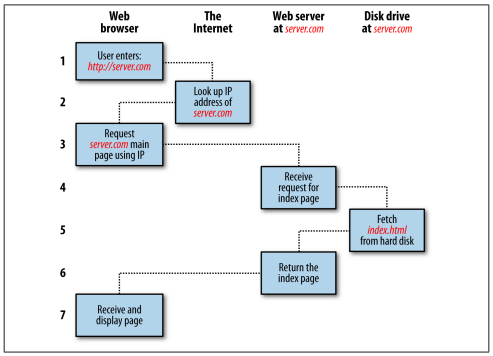 Web
browser
The
Internet
Web server
at server.com
Disk drive
at server.com
1
User enters:
http://server.com
2
Look up IP
address of
server.com
3
Request
server.com main
page using IP
4
Receive
request for
index page
5
Fetch
index.html
from hard disk
6
Return the
index page
7
Receive and
display page